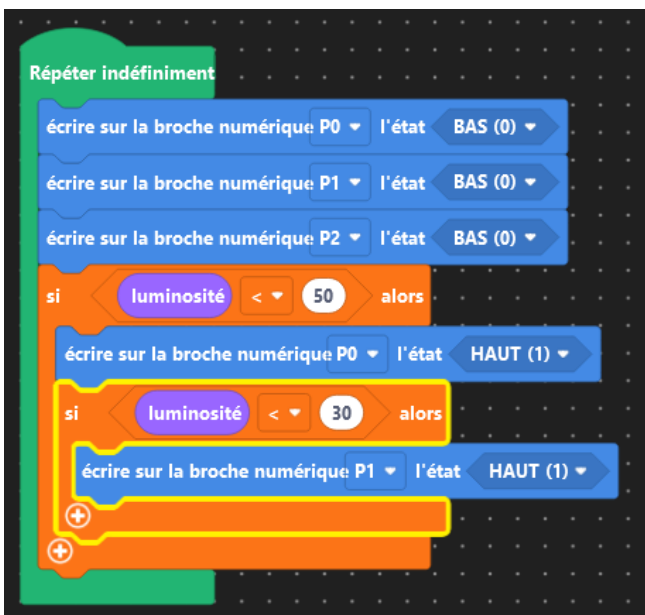 Répéter indéfiniment
écrire sur la broche numérique P0 l'état BAS (0)
écrire sur la broche numérique P1 l'état BAS (0)
écrire sur la broche numérique P2 l'état BAS (0)
si luminosité < 50 alors
écrire sur la broche numérique P0 l'état HAUT (1)
si luminosité < 30 alors
écrire sur la broche numérique P1 l'état HAUT (1)